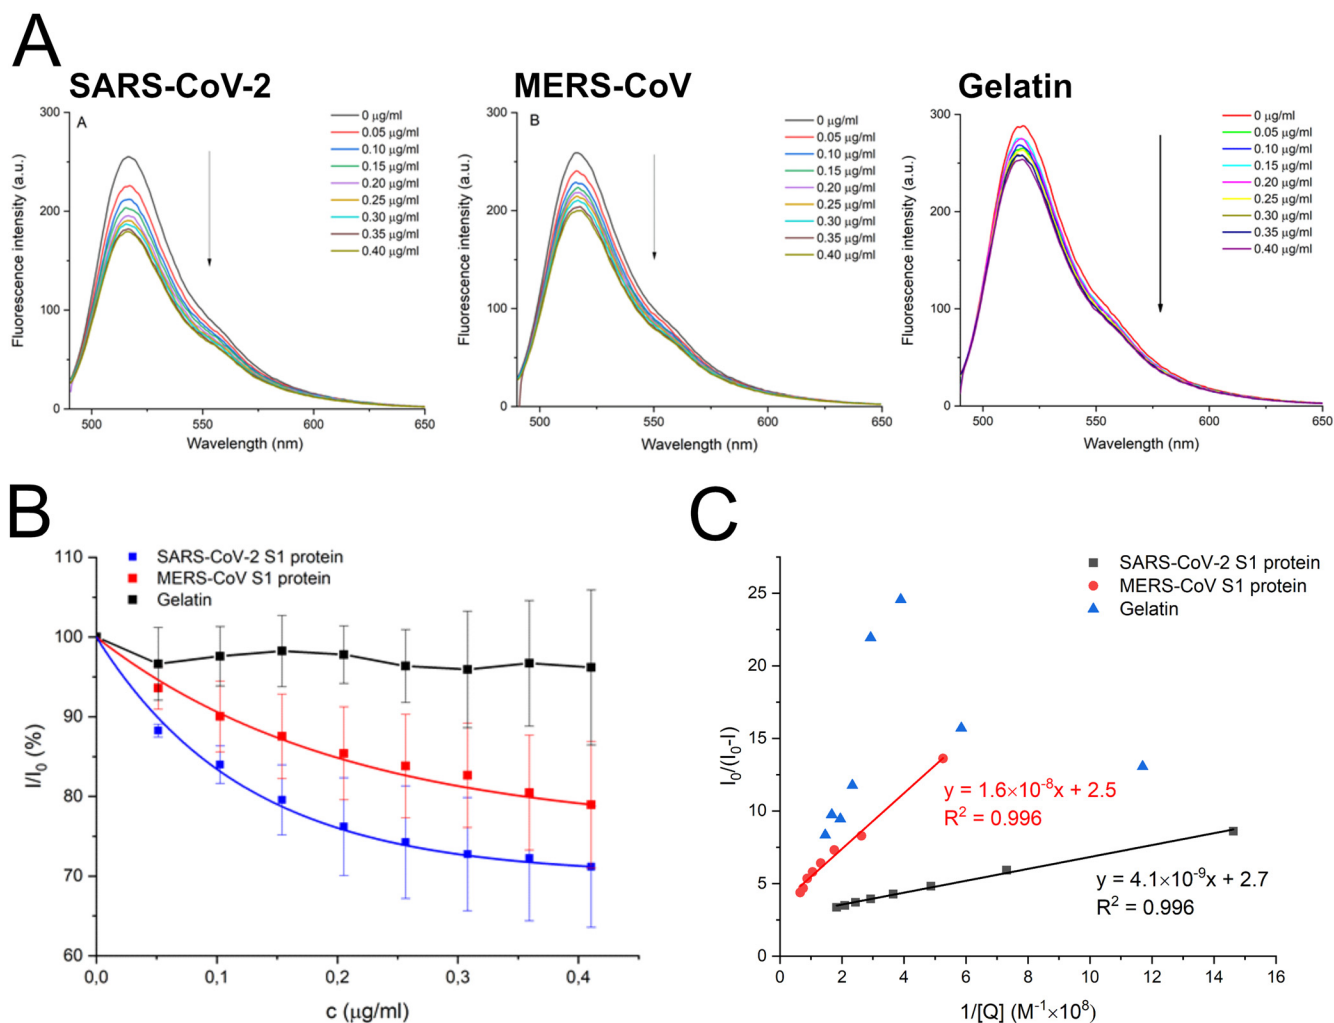 A
SARS-CoV-2
MERS-CoV
Gelatin
300
200
100
0
Fluorescence intensity (a.u.)
A
0 μg/ml
0.05 μg/ml
0.10 μg/ml
0.15 μg/ml
0.20 μg/ml
0.25 μg/ml
0.30 μg/ml
0.35 μg/ml
0.40 μg/ml
500 550 600 650
Wavelength (nm)
300
200
100
0
Fluorescence intensity (a.u.)
B
0 μg/ml
0.05 μg/ml
0.10 μg/ml
0.15 μg/ml
0.20 μg/ml
0.25 μg/ml
0.30 μg/ml
0.35 μg/ml
0.40 μg/ml
500 550 600 650
Wavelength (nm)
300
200
100
0
Fluorescence intensity (a.u.)
0 μg/ml
0.05 μg/ml
0.10 μg/ml
0.15 μg/ml
0.20 μg/ml
0.25 μg/ml
0.30 μg/ml
0.35 μg/ml
0.40 μg/ml
500 550 600 650
Wavelength (nm)
B
110
100
90
80
70
60
I/I₀ (%)
SARS-CoV-2 S1 protein
MERS-CoV S1 protein
Gelatin
0,0 0,1 0,2 0,3 0,4
c (μg/ml)
C
25
20
15
10
5
0
I₀/(I₀-I)
SARS-CoV-2 S1 protein
MERS-CoV S1 protein
Gelatin
y = 1.6×10⁻⁸x + 2.5
R² = 0.996
y = 4.1×10⁻⁹x + 2.7
R² = 0.996
0 2 4 6 8 10 12 14 16
1/[Q] (M⁻¹×10⁸)